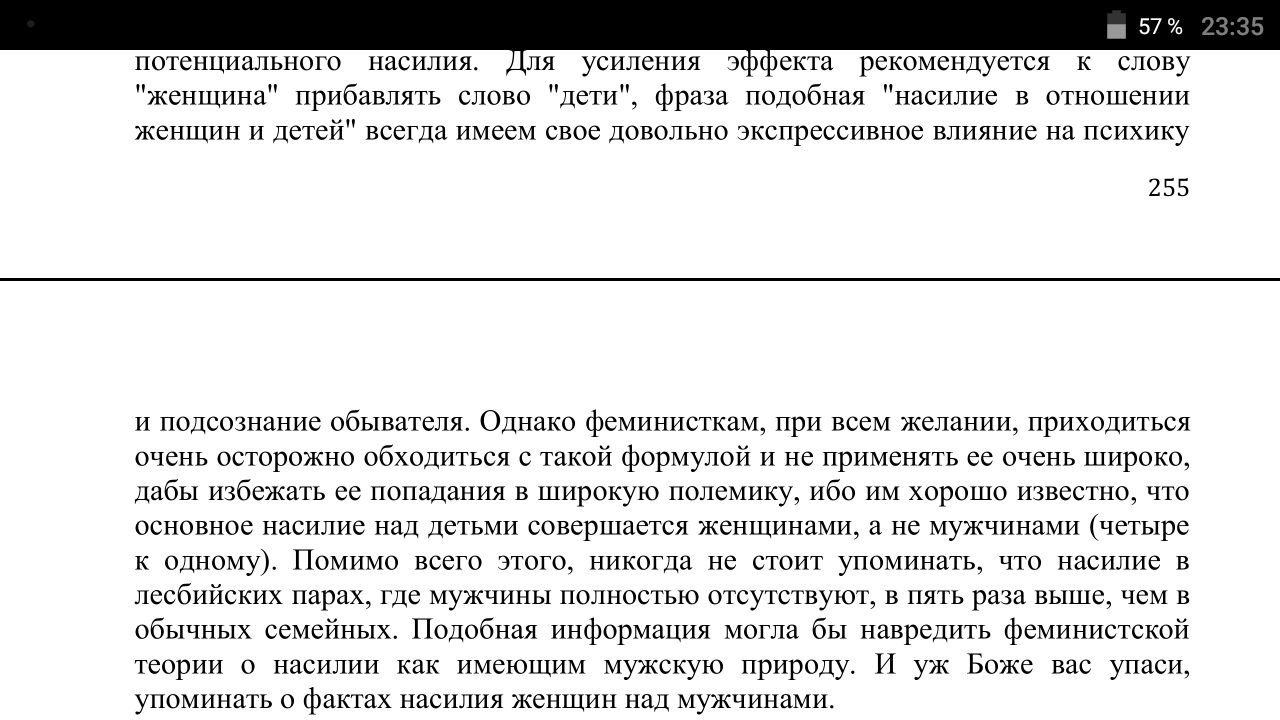 57 % 23:35
потенциального насилия. Для усиления эффекта рекомендуется к слову
"женщина" прибавлять слово "дети", фраза подобная "насилие в отношении
женщин и детей" всегда имеем свое довольно экспрессивное влияние на психику
255
и подсознание обывателя. Однако феминисткам, при всем желании, приходиться
очень осторожно обходиться с такой формулой и не применять ее очень широко,
дабы избежать ее попадания в широкую полемику, ибо им хорошо известно, что
основное насилие над детьми совершается женщинами, а не мужчинами (четыре
к одному). Помимо всего этого, никогда не стоит упоминать, что насилие в
лесбийских парах, где мужчины полностью отсутствуют, в пять раза выше, чем в
обычных семейных. Подобная информация могла бы навредить феминистской
теории о насилии как имеющим мужскую природу. И уж Боже вас упаси,
упоминать о фактах насилия женщин над мужчинами.